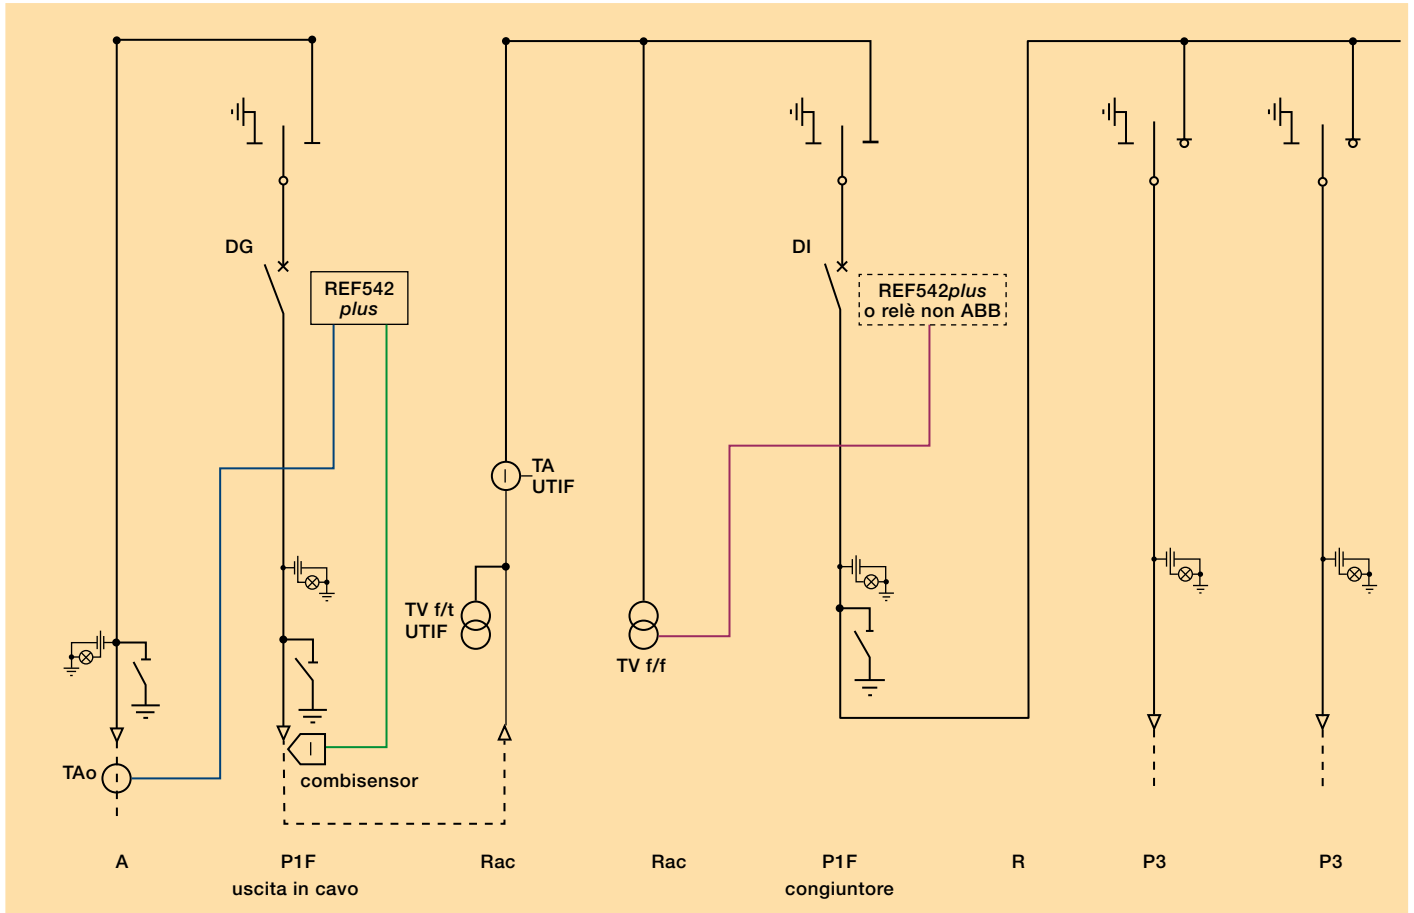 DG
REF542
plus
DI
REF542plus
o relè non ABB
TA
UTIF
TV f/t
UTIF
TV f/f
TAo
combisensor
A
P1F
uscita in cavo
Rac
Rac
P1F
congiuntore
R
P3
P3